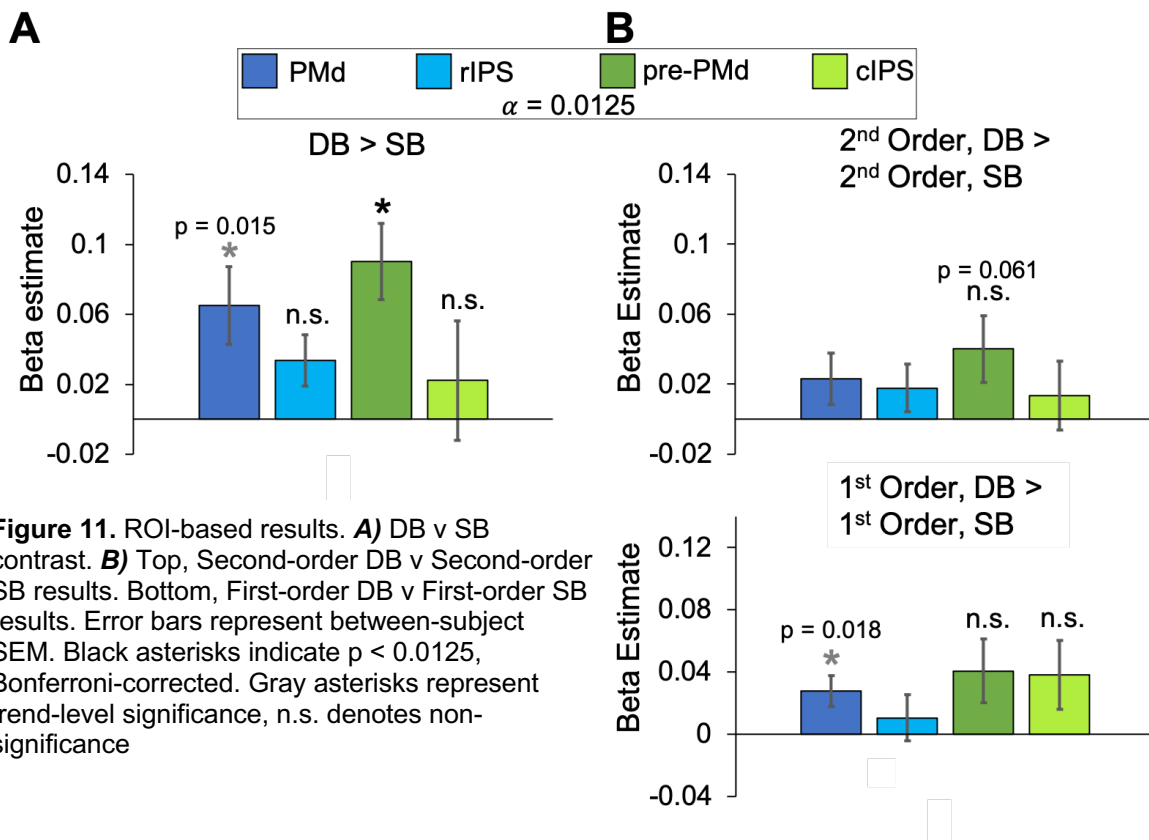 A
B
PMd rIPS pre-PMd cIPS
α = 0.0125
DB > SB
0.14
0.1
0.06
0.02
-0.02
Beta estimate
p = 0.015
*
n.s.
*
n.s.
2nd Order, DB >
2nd Order, SB
0.14
0.1
0.06
0.02
-0.02
Beta Estimate
p = 0.061
n.s.
1st Order, DB >
1st Order, SB
0.12
0.08
0.04
0
-0.04
Beta Estimate
p = 0.018
*
n.s.
n.s.
Figure 11. ROI-based results. A) DB v SB
contrast. B) Top, Second-order DB v Second-order
SB results. Bottom, First-order DB v First-order SB
results. Error bars represent between-subject
SEM. Black asterisks indicate p < 0.0125,
Bonferroni-corrected. Gray asterisks represent
trend-level significance, n.s. denotes non-
significance